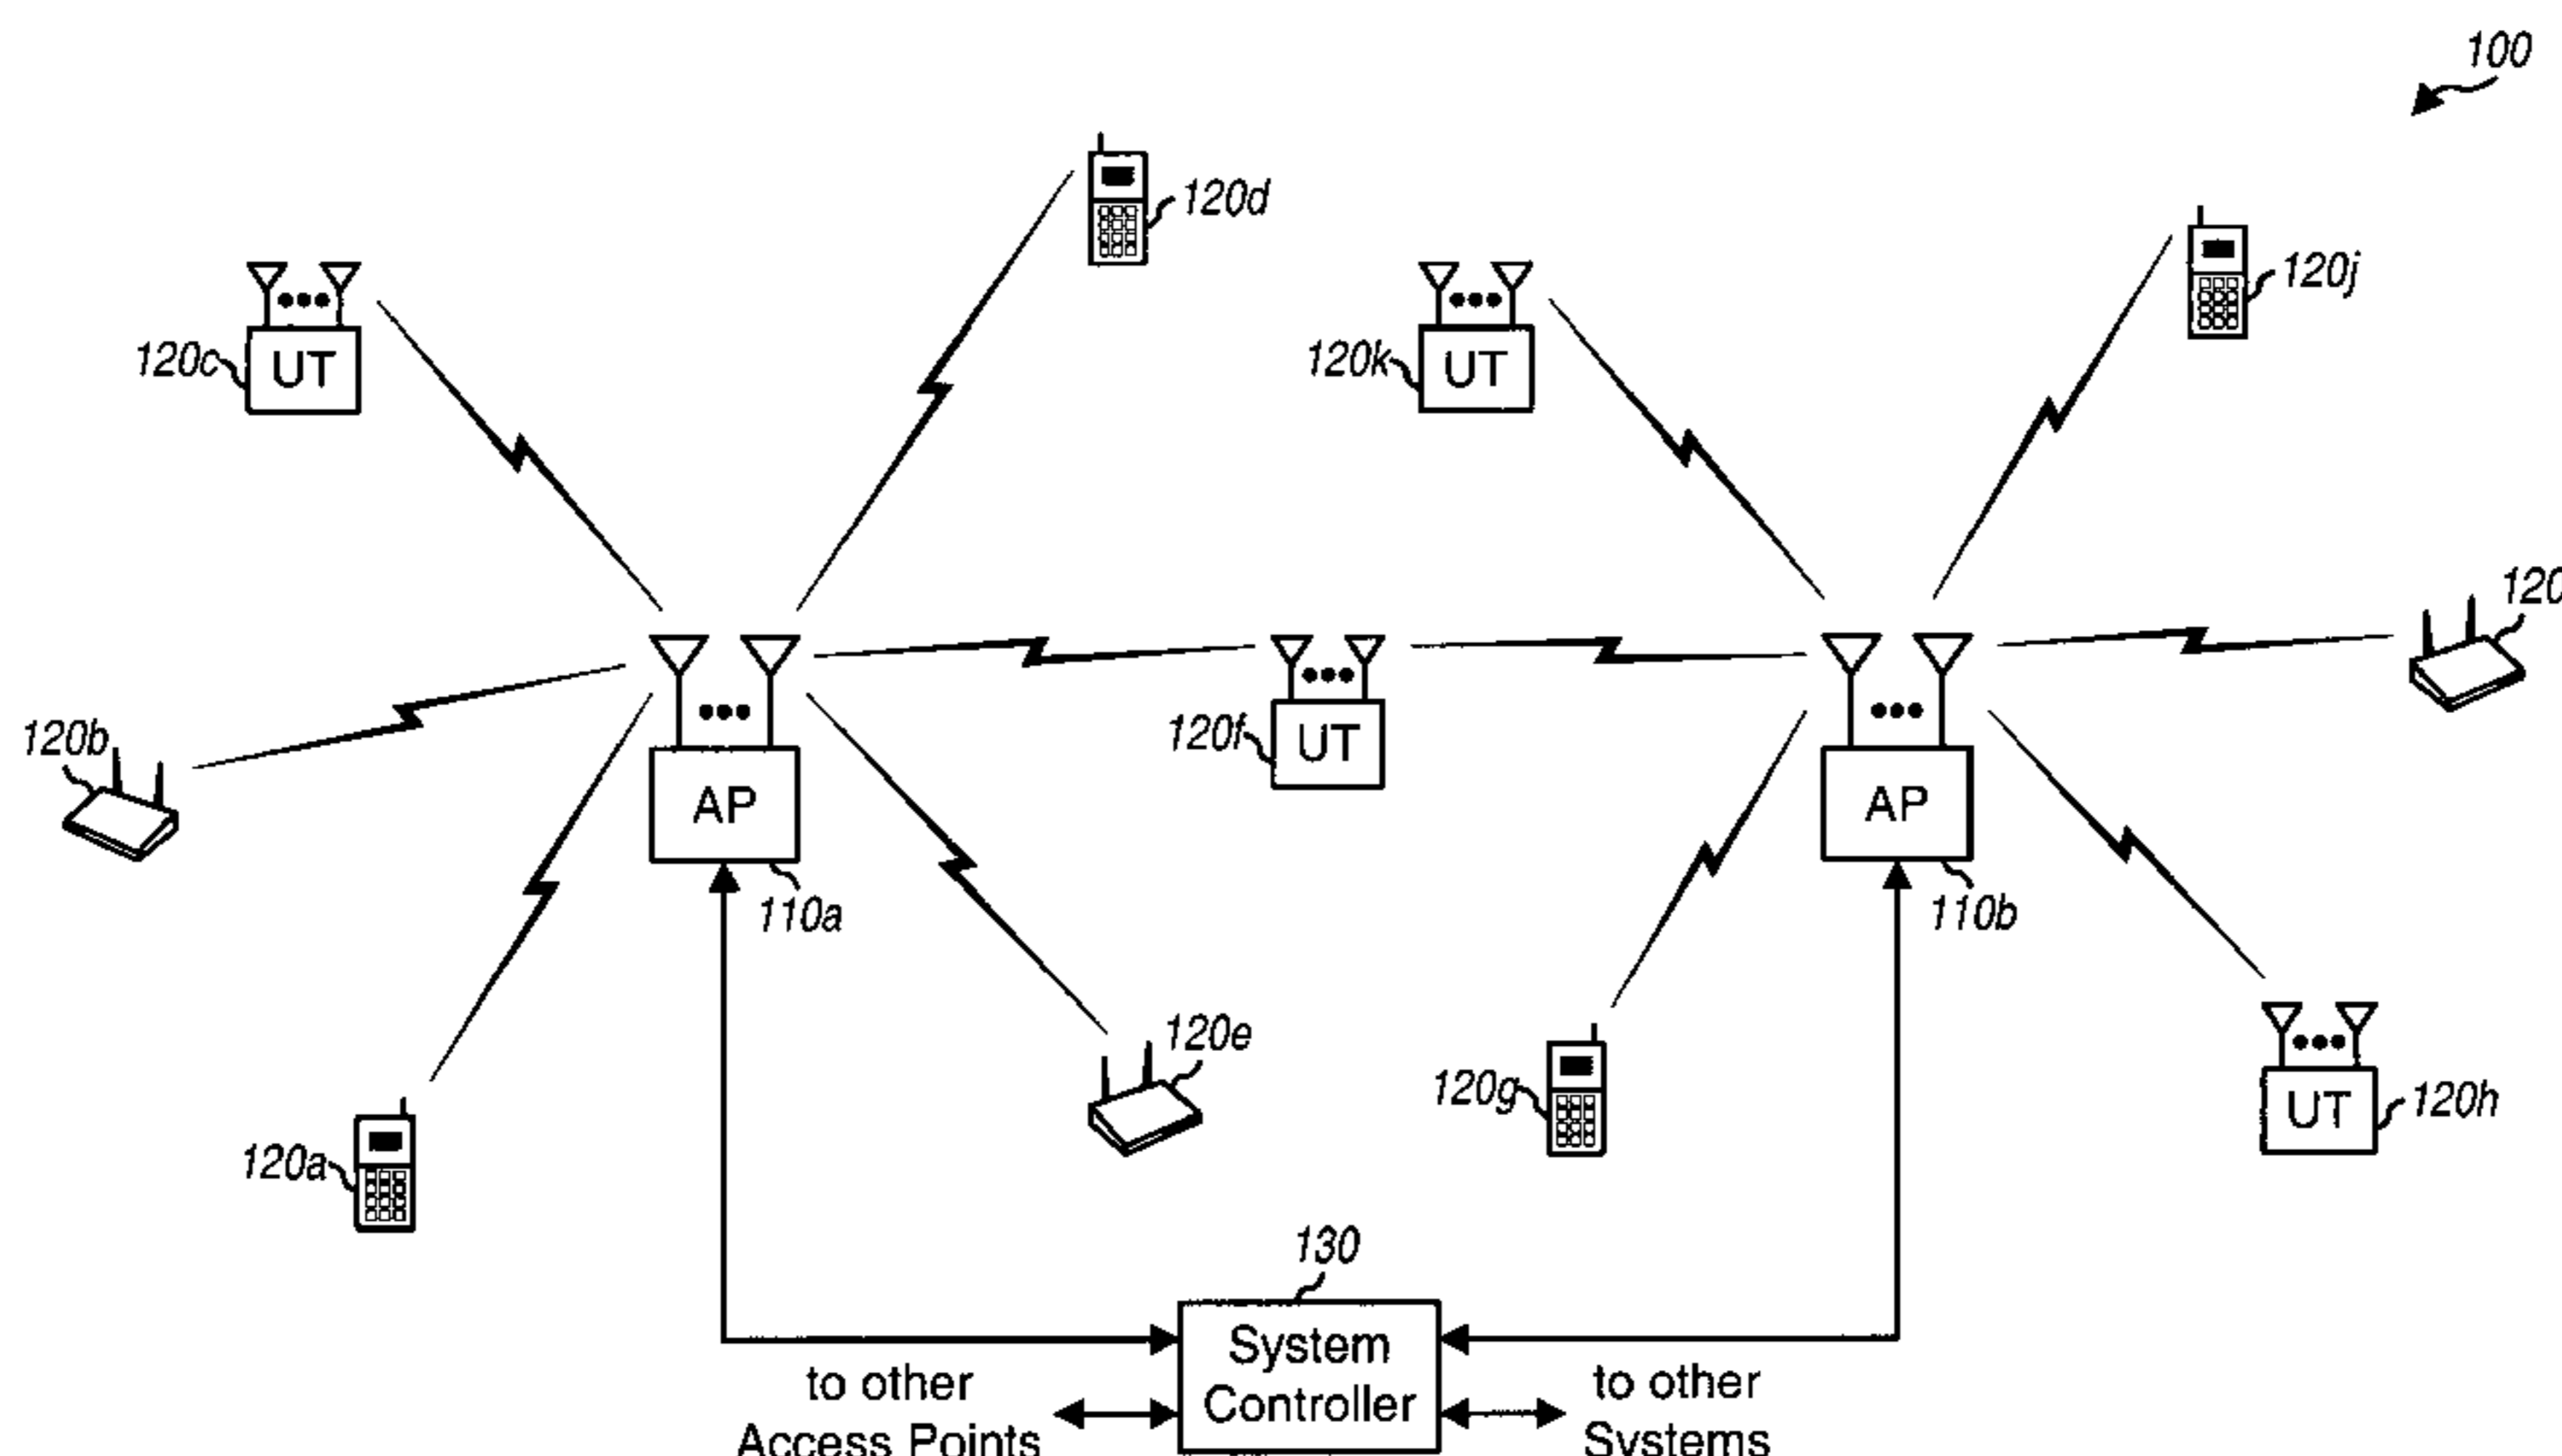 100
120d
120j
120c
UT
120k
UT
120
120b
120f
UT
AP
AP
110a
110b
120e
120g
120h
UT
120a
130
System
Controller
to other
Access Points
to other
Systems